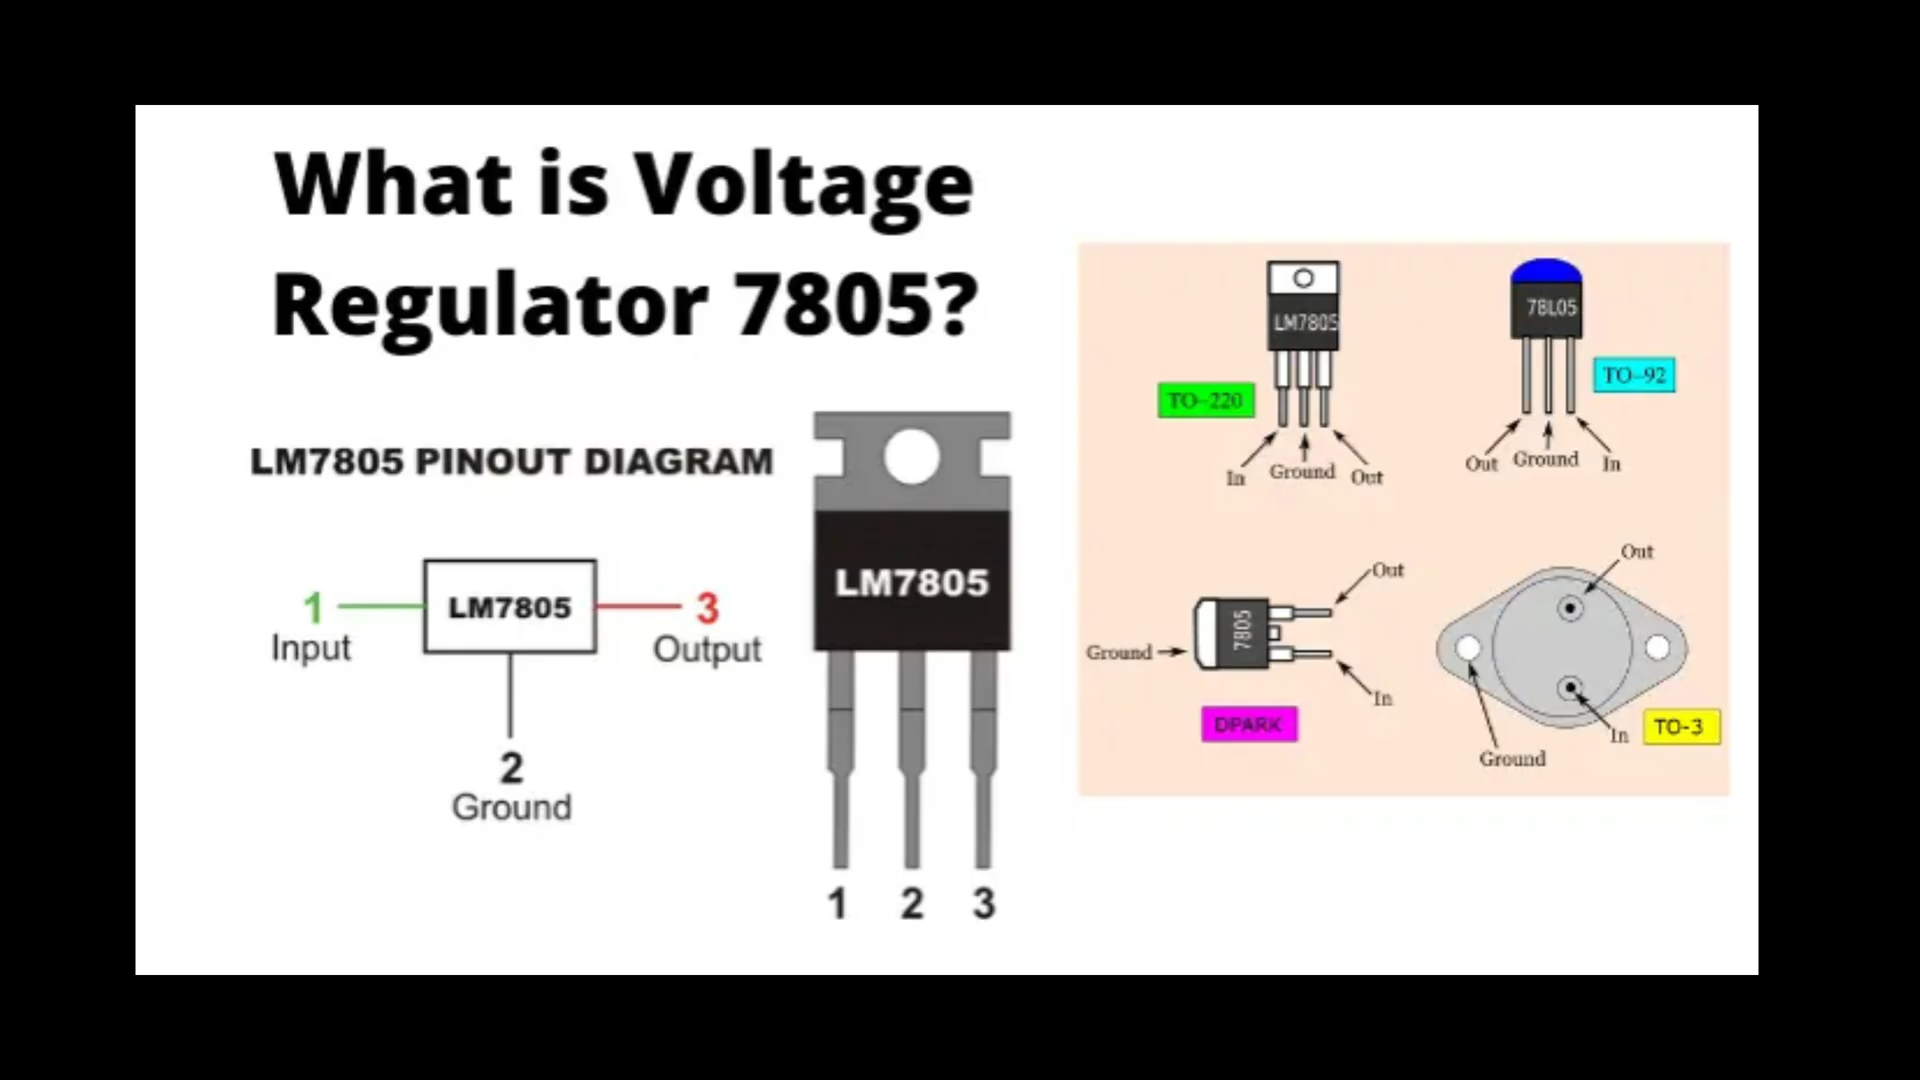 What is Voltage
Regulator 7805?
LM7805 PINOUT DIAGRAM
1
Input
LM7805
3
Output
2
Ground
LM7805
1 2 3
LM7805
TO-220
In Ground Out
78L05
TO-92
Out Ground In
7805
Out
Ground
In
DPARK
Out
In
TO-3
Ground